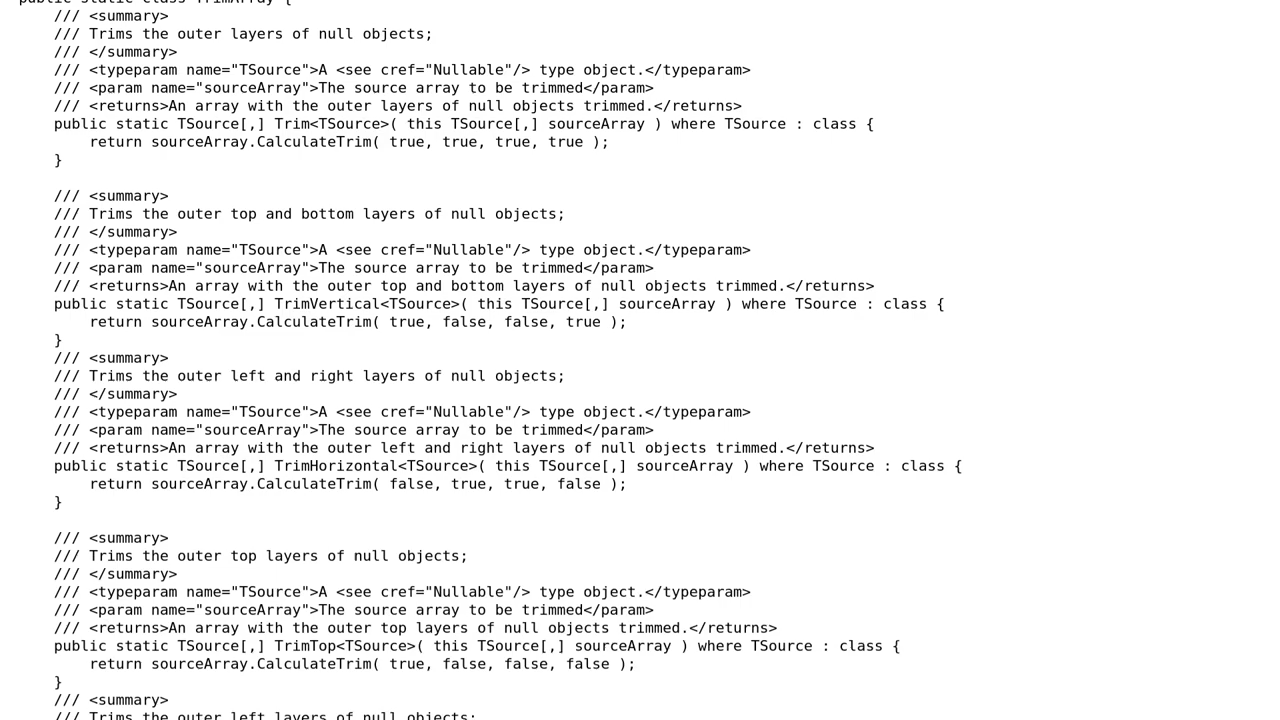 public static class TrimArray {
    /// <summary>
    /// Trims the outer layers of null objects;
    /// </summary>
    /// <typeparam name="TSource">A <see cref="Nullable"/> type object.</typeparam>
    /// <param name="sourceArray">The source array to be trimmed</param>
    /// <returns>An array with the outer layers of null objects trimmed.</returns>
    public static TSource[,] Trim<TSource>( this TSource[,] sourceArray ) where TSource : class {
        return sourceArray.CalculateTrim( true, true, true, true );
    }

    /// <summary>
    /// Trims the outer top and bottom layers of null objects;
    /// </summary>
    /// <typeparam name="TSource">A <see cref="Nullable"/> type object.</typeparam>
    /// <param name="sourceArray">The source array to be trimmed</param>
    /// <returns>An array with the outer top and bottom layers of null objects trimmed.</returns>
    public static TSource[,] TrimVertical<TSource>( this TSource[,] sourceArray ) where TSource : class {
        return sourceArray.CalculateTrim( true, false, false, true );
    }
    /// <summary>
    /// Trims the outer left and right layers of null objects;
    /// </summary>
    /// <typeparam name="TSource">A <see cref="Nullable"/> type object.</typeparam>
    /// <param name="sourceArray">The source array to be trimmed</param>
    /// <returns>An array with the outer left and right layers of null objects trimmed.</returns>
    public static TSource[,] TrimHorizontal<TSource>( this TSource[,] sourceArray ) where TSource : class {
        return sourceArray.CalculateTrim( false, true, true, false );
    }

    /// <summary>
    /// Trims the outer top layers of null objects;
    /// </summary>
    /// <typeparam name="TSource">A <see cref="Nullable"/> type object.</typeparam>
    /// <param name="sourceArray">The source array to be trimmed</param>
    /// <returns>An array with the outer top layers of null objects trimmed.</returns>
    public static TSource[,] TrimTop<TSource>( this TSource[,] sourceArray ) where TSource : class {
        return sourceArray.CalculateTrim( true, false, false, false );
    }
    /// <summary>
    /// Trims the outer left layers of null objects;